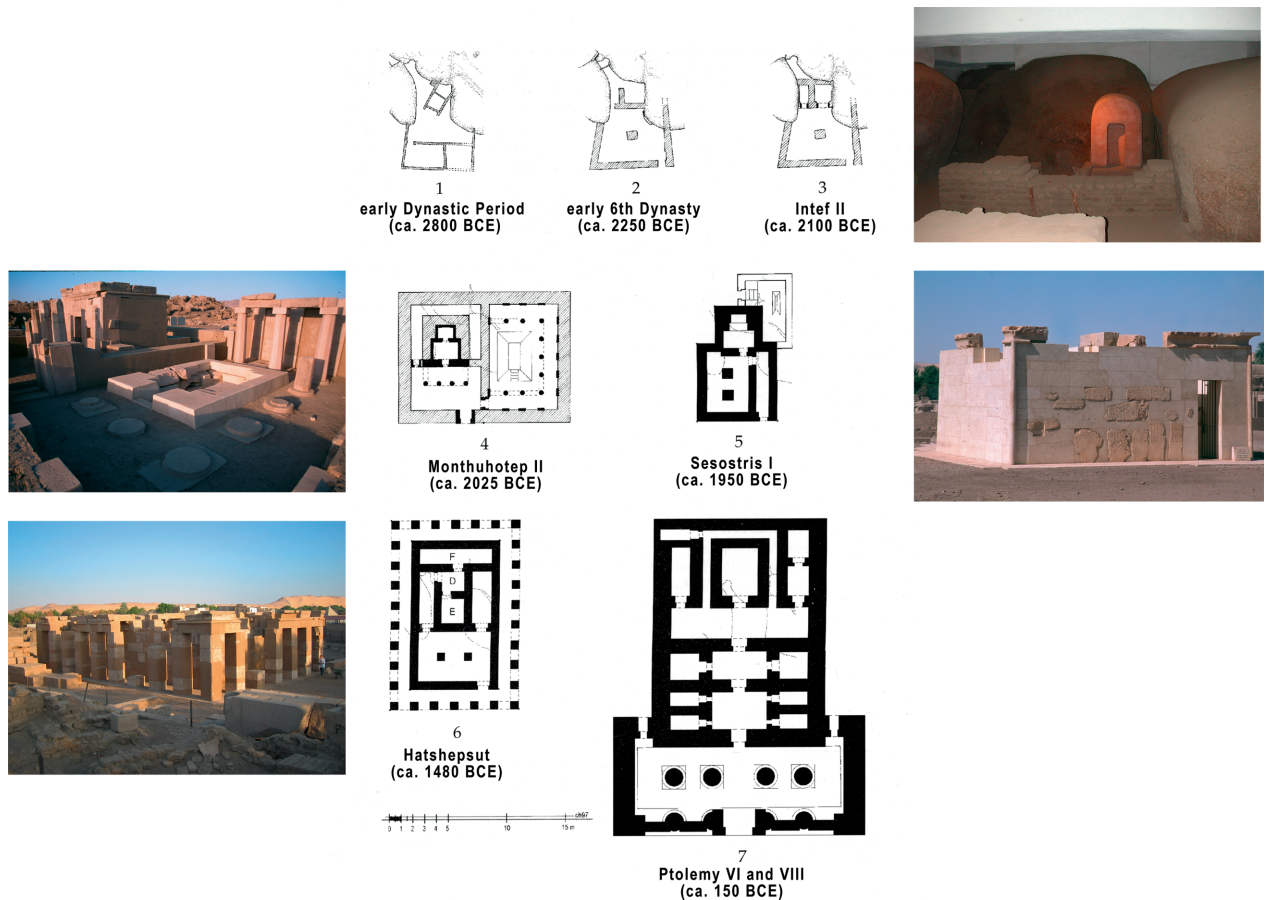 1
early Dynastic Period
(ca. 2800 BCE)
2
early 6th Dynasty
(ca. 2250 BCE)
3
Intef II
(ca. 2100 BCE)
4
Monthuhotep II
(ca. 2025 BCE)
5
Sesostris I
(ca. 1950 BCE)
F
D
E
6
Hatshepsut
(ca. 1480 BCE)
ch97
0 1 2 3 4 5 10 15 m
7
Ptolemy VI and VIII
(ca. 150 BCE)